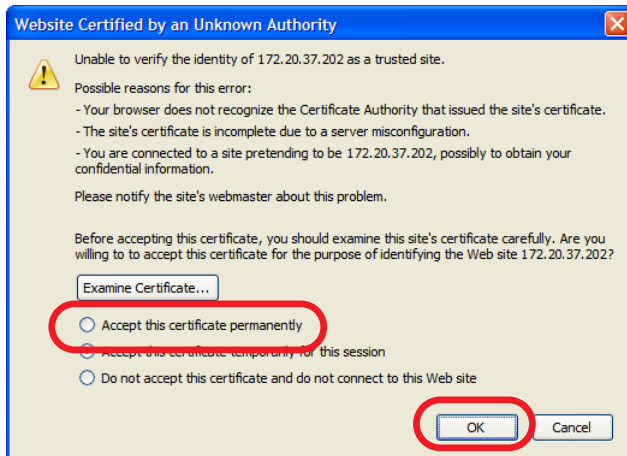 Website Certified by an Unknown Authority
Unable to verify the identity of 172.20.37.202 as a trusted site.
Possible reasons for this error:
- Your browser does not recognize the Certificate Authority that issued the site's certificate.
- The site's certificate is incomplete due to a server misconfiguration.
- You are connected to a site pretending to be 172.20.37.202, possibly to obtain your
confidential information.
Please notify the site's webmaster about this problem.
Before accepting this certificate, you should examine this site's certificate carefully. Are you
willing to to accept this certificate for the purpose of identifying the Web site 172.20.37.202?
Examine Certificate...
Accept this certificate permanently
Accept this certificate temporarily for this session
Do not accept this certificate and do not connect to this Web site
OK Cancel